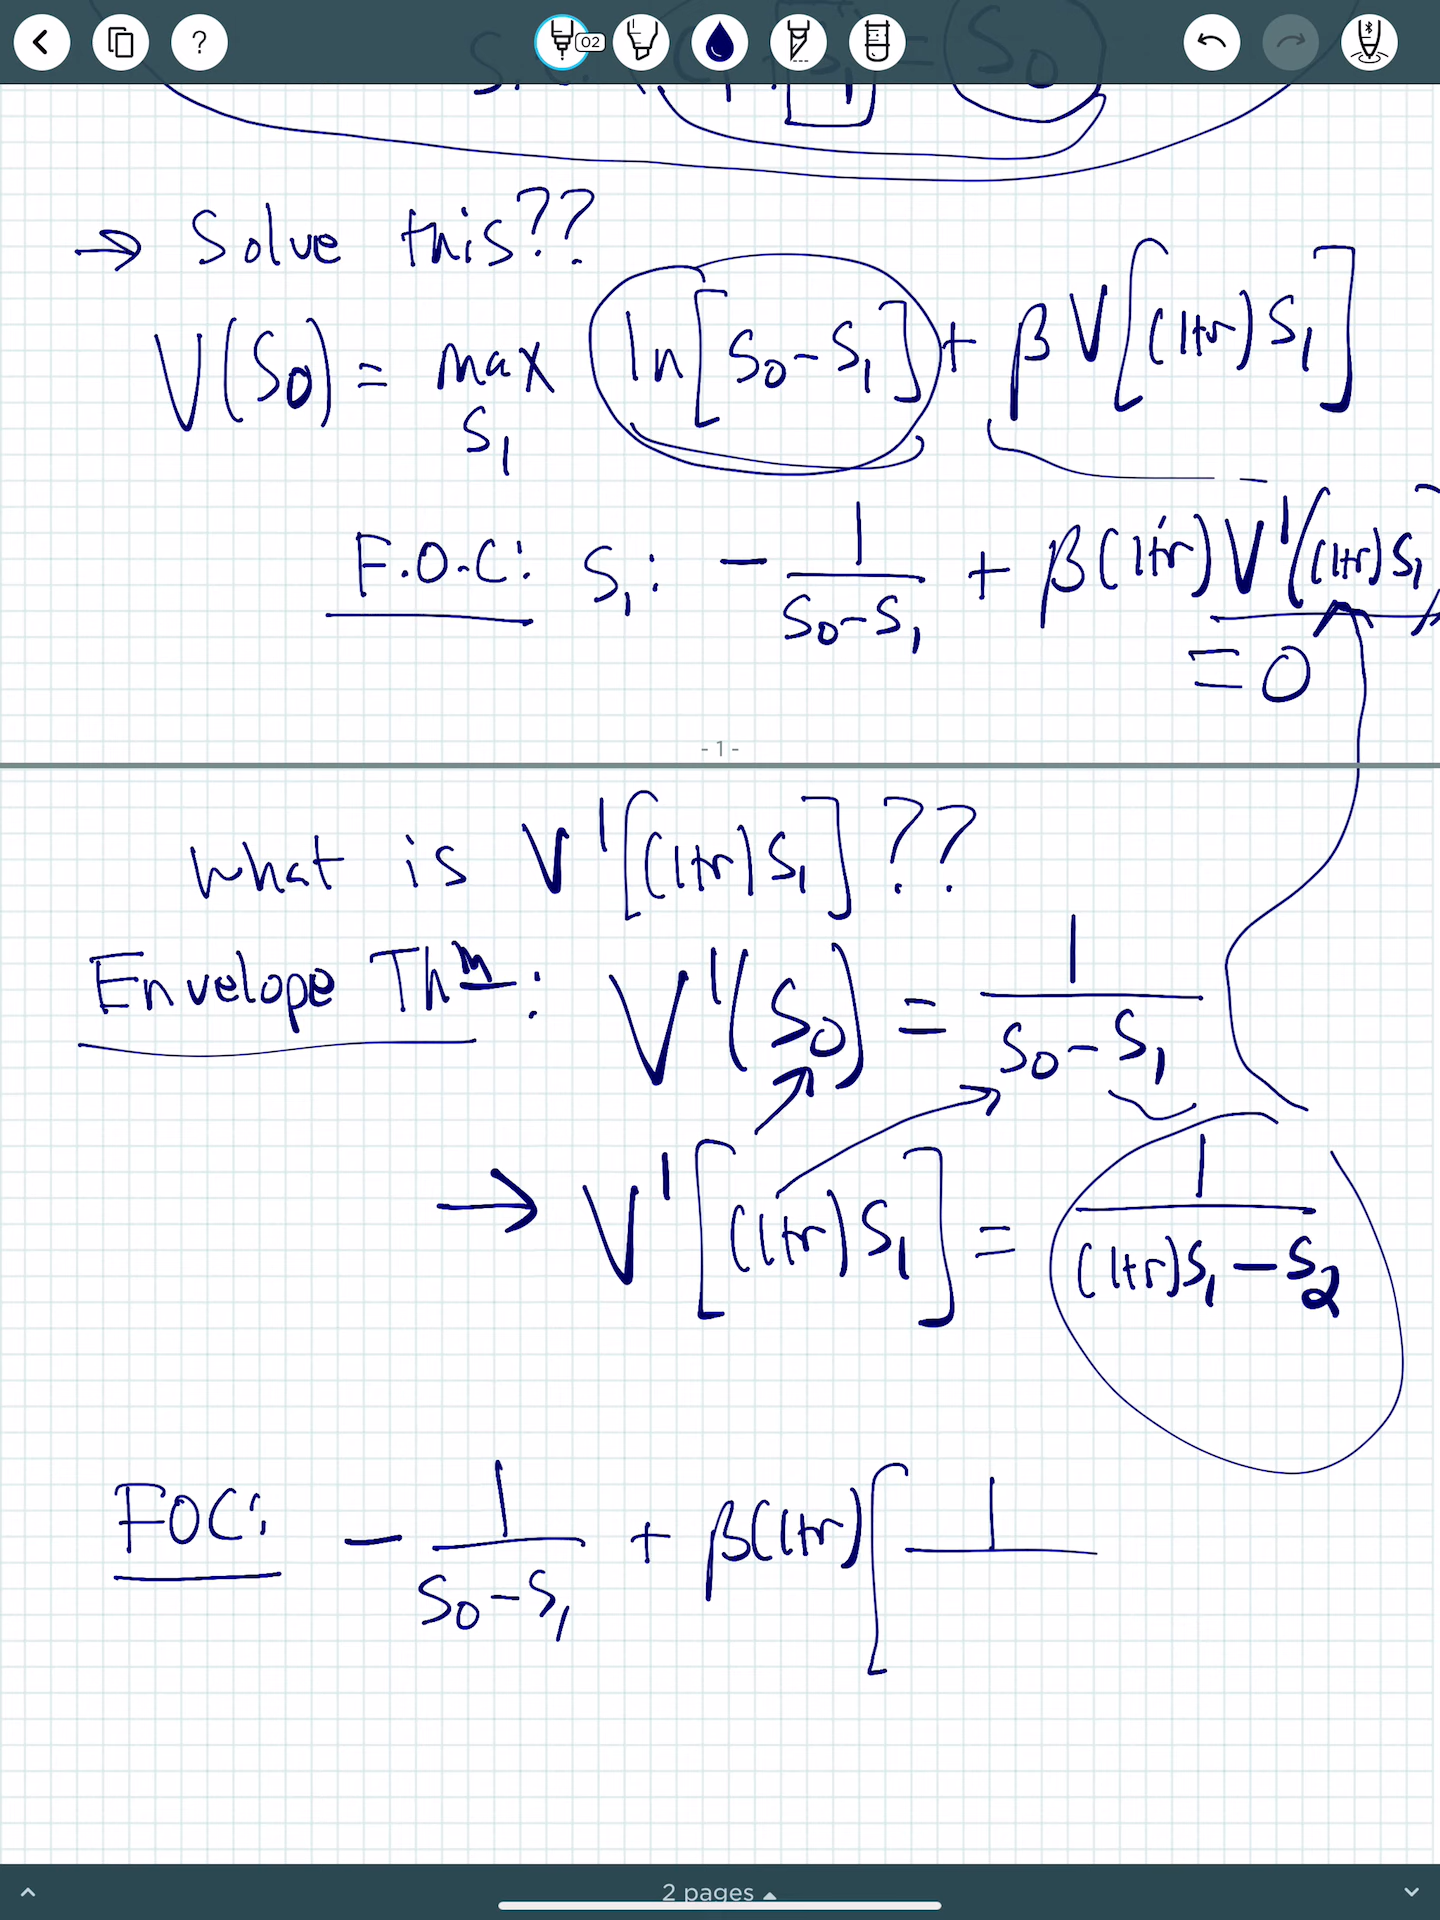 ?
02
→ Solve this??
V(S0) = max ln[S0-S1] + βV[(1+r)S1]
S1
F.O.C: S1: - 1/(S0-S1) + β(1+r)V'((1+r)S1)
= 0
- 1 -
What is V'[(1+r)S1]??
Envelope Thm: V'(S0) = 1/(S0-S1)
→ V'[(1+r)S1] = 1/((1+r)S1-S2)
FOC: - 1/(S0-S1) + β(1+r)[ 1
2 pages